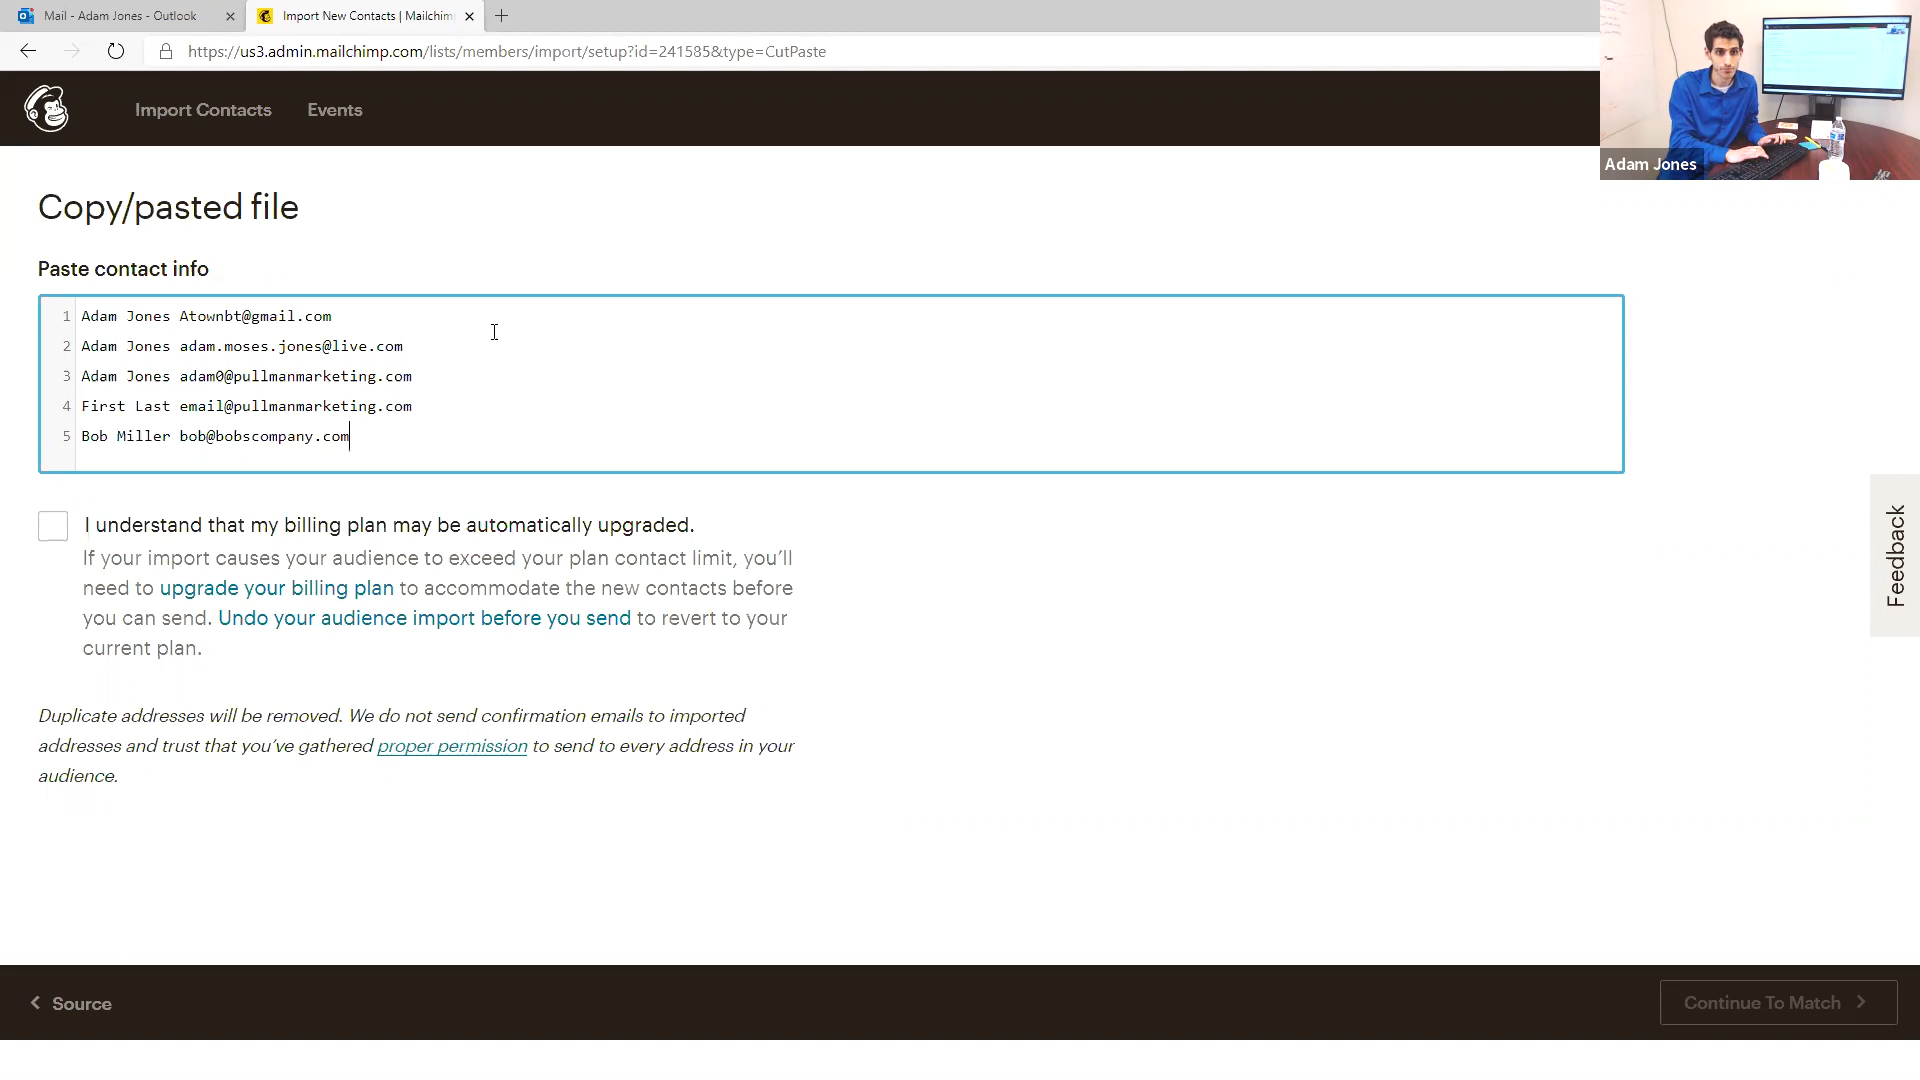 Mail - Adam Jones - Outlook
Import New Contacts | Mailchim
https://us3.admin.mailchimp.com/lists/members/import/setup?id=241585&type=CutPaste
Import Contacts
Events
Adam Jones
Copy/pasted file
Paste contact info
1 Adam Jones Atownbt@gmail.com
2 Adam Jones adam.moses.jones@live.com
3 Adam Jones adam0@pullmanmarketing.com
4 First Last email@pullmanmarketing.com
5 Bob Miller bob@bobscompany.com
I understand that my billing plan may be automatically upgraded.
If your import causes your audience to exceed your plan contact limit, you’ll
need to upgrade your billing plan to accommodate the new contacts before
you can send. Undo your audience import before you send to revert to your
current plan.
Feedback
Duplicate addresses will be removed. We do not send confirmation emails to imported
addresses and trust that you’ve gathered proper permission to send to every address in your
audience.
Source
Continue To Match